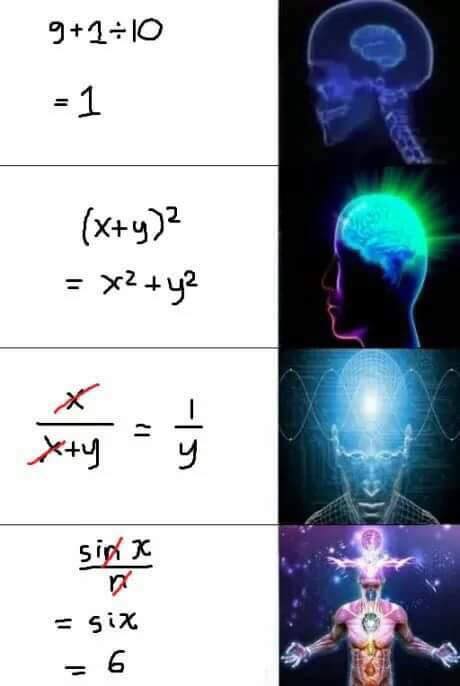 9+1÷10
= 1
(x+y)²
= x²+y²
x/(x+y) = 1/y
sin x/n
= six
= 6